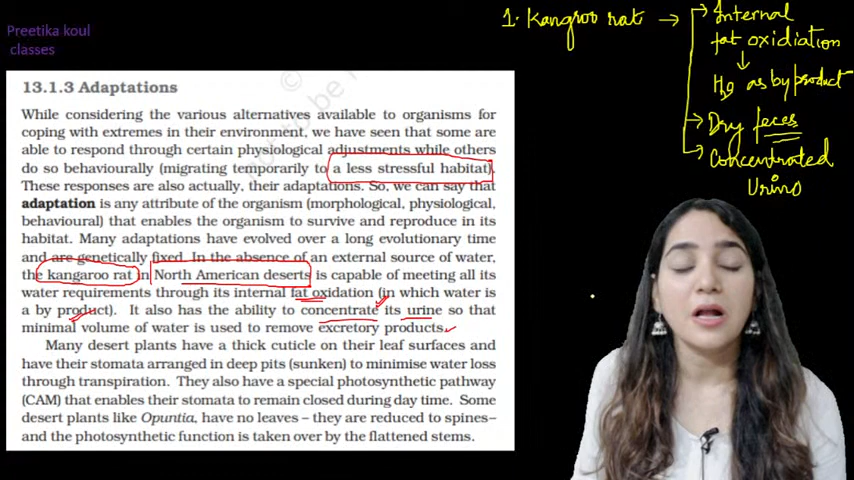 Preetika koul
classes
13.1.3 Adaptations
While considering the various alternatives available to organisms for
coping with extremes in their environment, we have seen that some are
able to respond through certain physiological adjustments while others
do so behaviourally (migrating temporarily to a less stressful habitat).
These responses are also actually, their adaptations. So, we can say that
adaptation is any attribute of the organism (morphological, physiological,
behavioural) that enables the organism to survive and reproduce in its
habitat. Many adaptations have evolved over a long evolutionary time
and are genetically fixed. In the absence of an external source of water,
the kangaroo rat in North American deserts is capable of meeting all its
water requirements through its internal fat oxidation (in which water is
a by product). It also has the ability to concentrate its urine so that
minimal volume of water is used to remove excretory products.
Many desert plants have a thick cuticle on their leaf surfaces and
have their stomata arranged in deep pits (sunken) to minimise water loss
through transpiration. They also have a special photosynthetic pathway
(CAM) that enables their stomata to remain closed during day time. Some
desert plants like Opuntia, have no leaves – they are reduced to spines–
and the photosynthetic function is taken over by the flattened stems.
1. Kangroo rat → Internal
fat oxidiation
↓
as byproduct
→ Dry feces
→ Concentrated
Urine